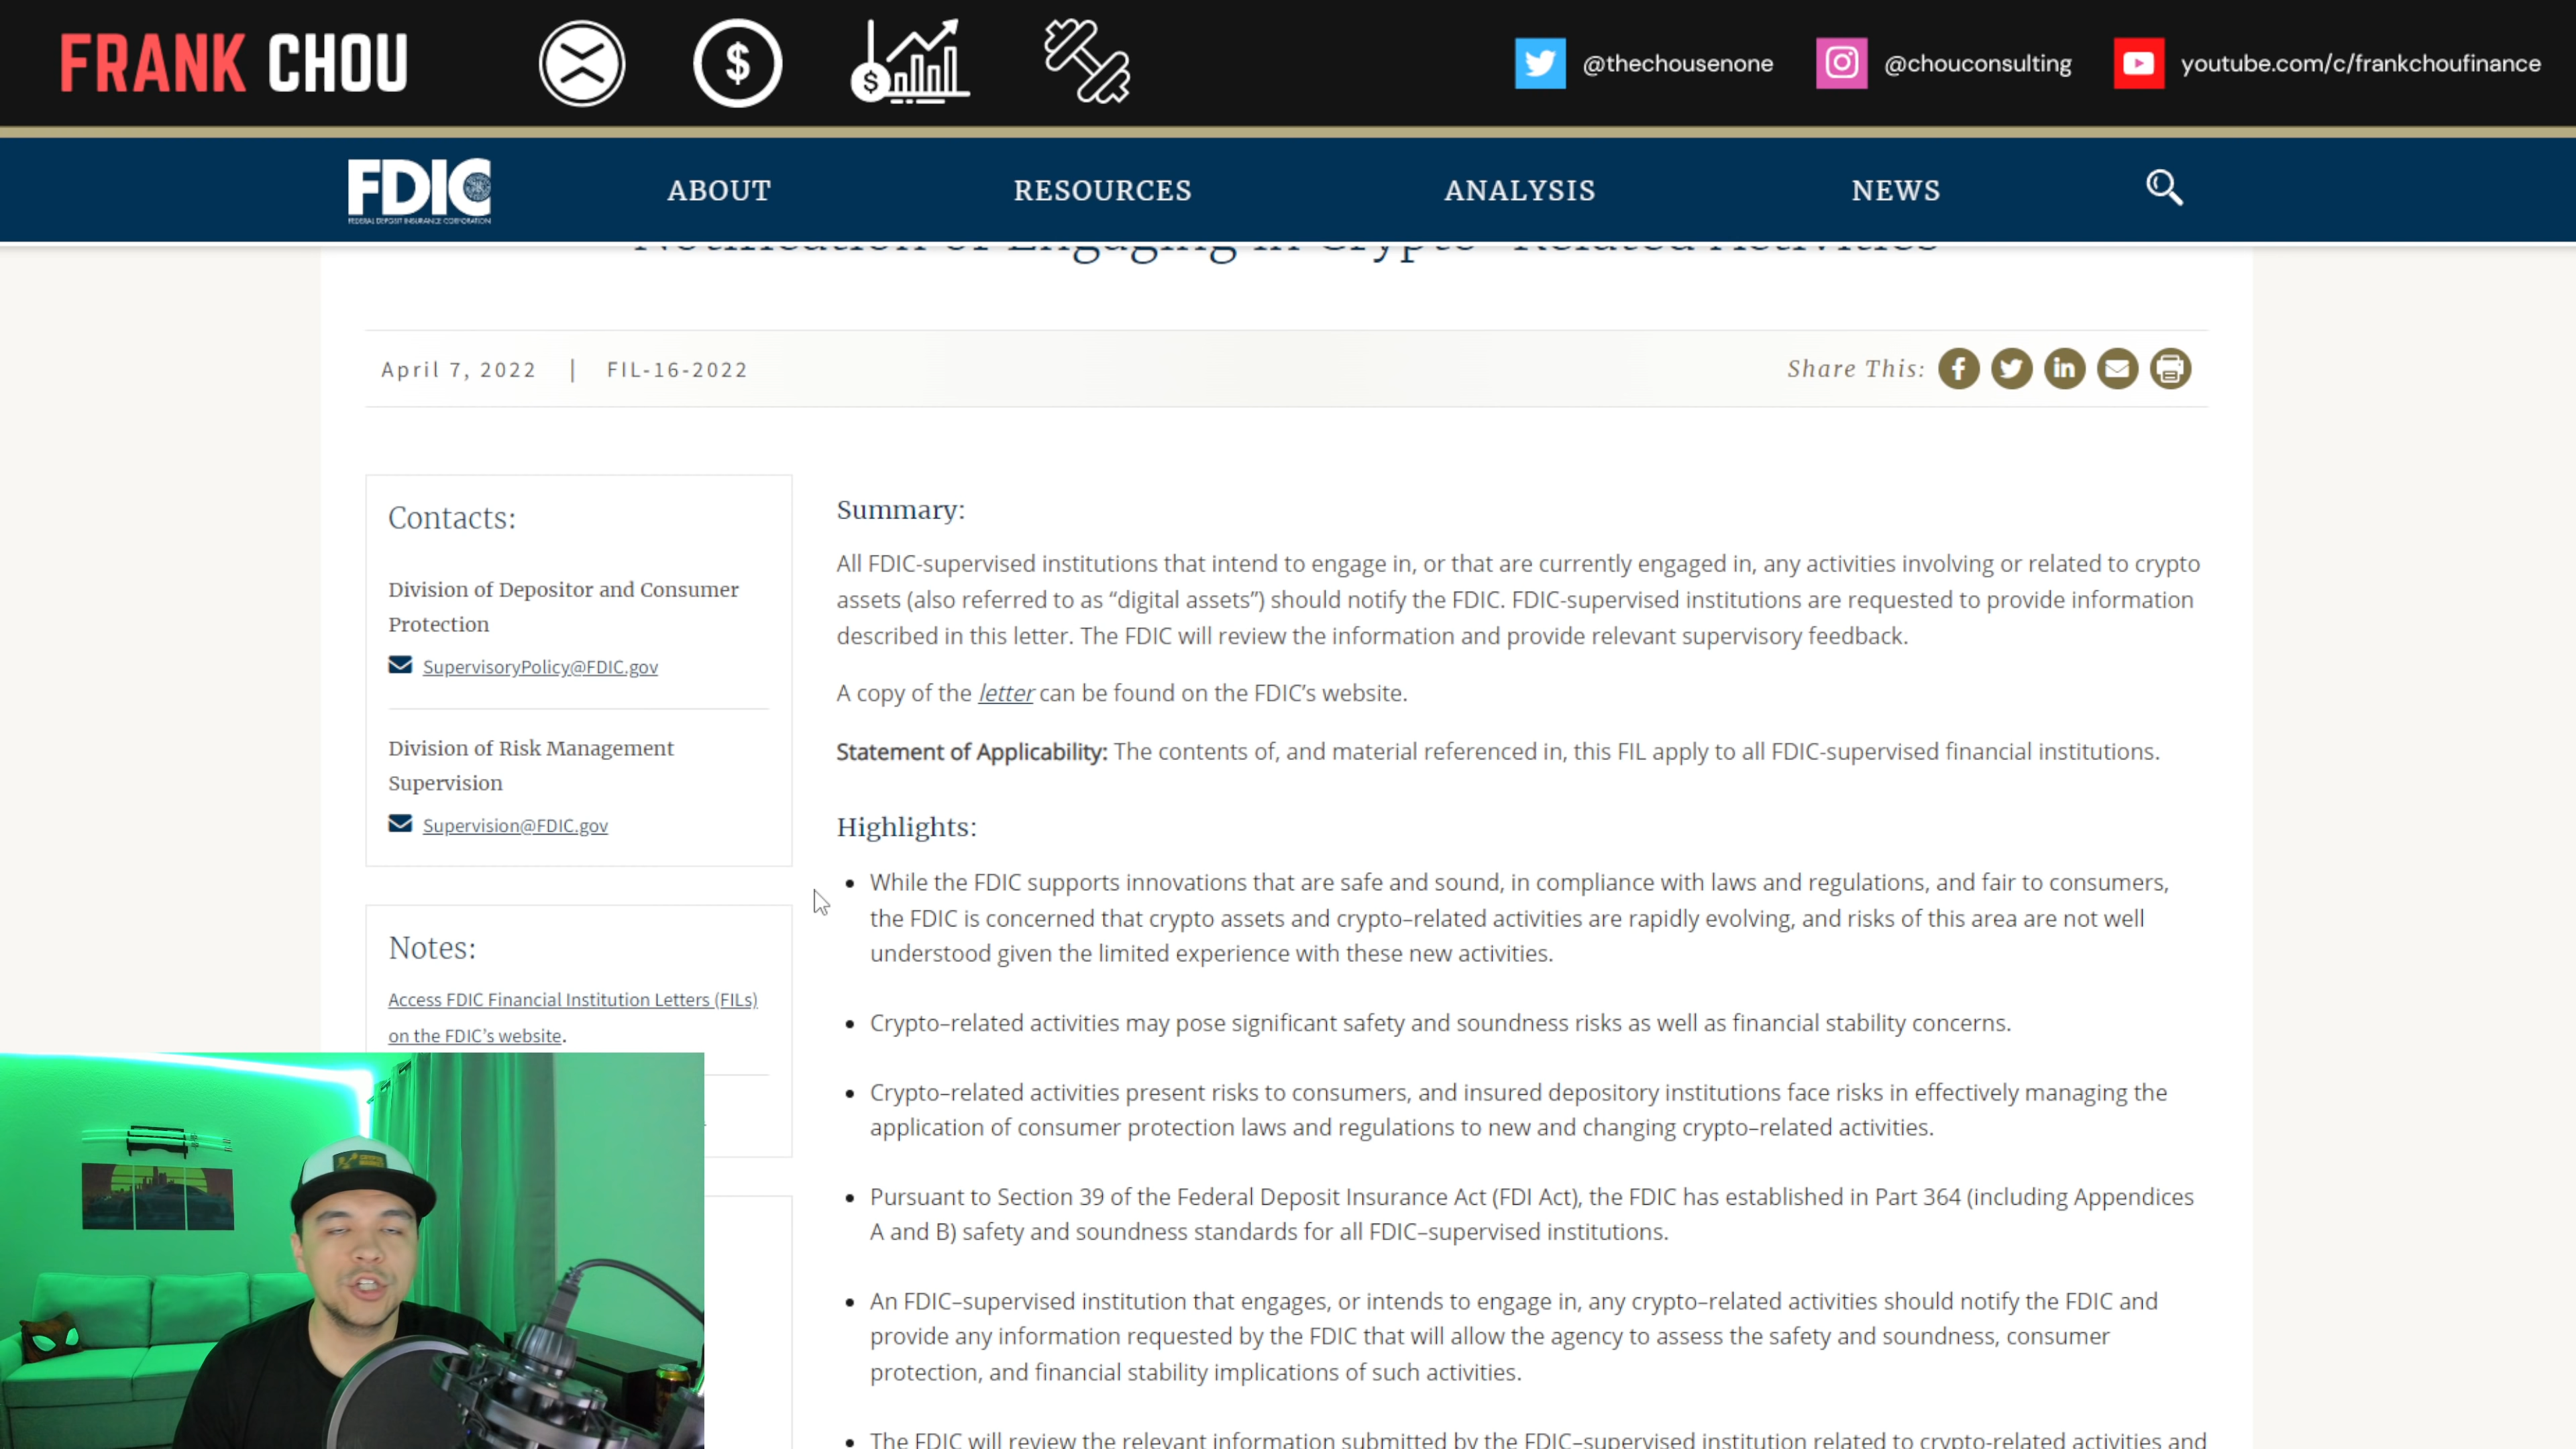 FRANK CHOU
@thechousenone
@chouconsulting
youtube.com/c/frankchoufinance
FDIC
FEDERAL DEPOSIT INSURANCE CORPORATION
ABOUT
RESOURCES
ANALYSIS
NEWS
Notification of Engaging in Crypto-Related Activities
April 7, 2022 | FIL-16-2022
Share This:
Contacts:
Division of Depositor and Consumer
Protection
SupervisoryPolicy@FDIC.gov
Division of Risk Management
Supervision
Supervision@FDIC.gov
Notes:
Access FDIC Financial Institution Letters (FILs)
on the FDIC’s website.
Summary:
All FDIC-supervised institutions that intend to engage in, or that are currently engaged in, any activities involving or related to crypto
assets (also referred to as “digital assets”) should notify the FDIC. FDIC-supervised institutions are requested to provide information
described in this letter. The FDIC will review the information and provide relevant supervisory feedback.
A copy of the letter can be found on the FDIC’s website.
Statement of Applicability: The contents of, and material referenced in, this FIL apply to all FDIC-supervised financial institutions.
Highlights:
• While the FDIC supports innovations that are safe and sound, in compliance with laws and regulations, and fair to consumers,
the FDIC is concerned that crypto assets and crypto–related activities are rapidly evolving, and risks of this area are not well
understood given the limited experience with these new activities.
• Crypto–related activities may pose significant safety and soundness risks as well as financial stability concerns.
• Crypto–related activities present risks to consumers, and insured depository institutions face risks in effectively managing the
application of consumer protection laws and regulations to new and changing crypto–related activities.
• Pursuant to Section 39 of the Federal Deposit Insurance Act (FDI Act), the FDIC has established in Part 364 (including Appendices
A and B) safety and soundness standards for all FDIC–supervised institutions.
• An FDIC–supervised institution that engages, or intends to engage in, any crypto–related activities should notify the FDIC and
provide any information requested by the FDIC that will allow the agency to assess the safety and soundness, consumer
protection, and financial stability implications of such activities.
• The FDIC will review the relevant information submitted by the FDIC–supervised institution related to crypto-related activities and